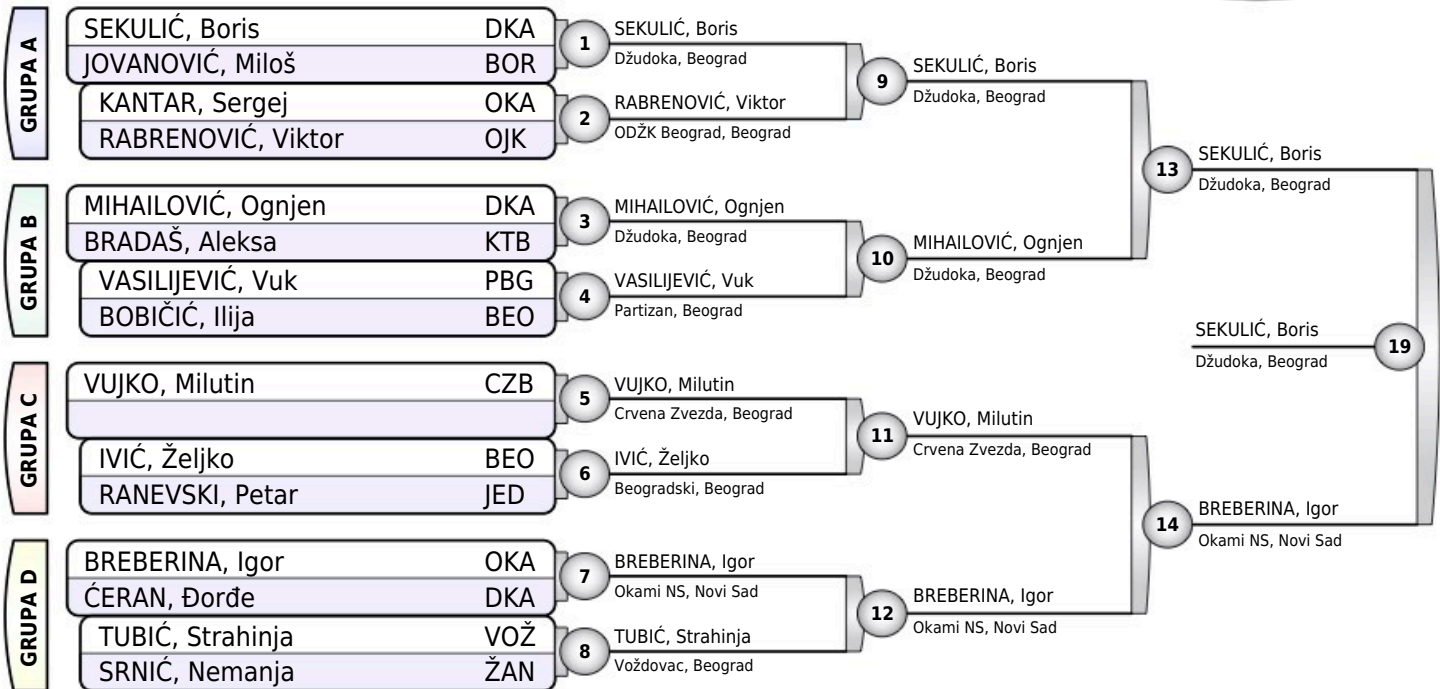 GRUPA A
SEKULIĆ, Boris DKA
JOVANOVIĆ, Miloš BOR
KANTAR, Sergej OKA
RABRENOVIĆ, Viktor OJK
GRUPA B
MIHAILOVIĆ, Ognjen DKA
BRADAŠ, Aleksa KTB
VASILIJEVIĆ, Vuk PBG
BOBIČIĆ, Ilija BEO
GRUPA C
VUJKO, Milutin CZB
IVIĆ, Željko BEO
RANEVSKI, Petar JED
GRUPA D
BREBERINA, Igor OKA
ĆERAN, Đorđe DKA
TUBIĆ, Strahinja VOŽ
SRNIĆ, Nemanja ŽAN
1 SEKULIĆ, Boris
Džudoka, Beograd
2 RABRENOVIĆ, Viktor
ODŽK Beograd, Beograd
3 MIHAILOVIĆ, Ognjen
Džudoka, Beograd
4 VASILIJEVIĆ, Vuk
Partizan, Beograd
5 VUJKO, Milutin
Crvena Zvezda, Beograd
6 IVIĆ, Željko
Beogradski, Beograd
7 BREBERINA, Igor
Okami NS, Novi Sad
8 TUBIĆ, Strahinja
Voždovac, Beograd
9 SEKULIĆ, Boris
Džudoka, Beograd
10 MIHAILOVIĆ, Ognjen
Džudoka, Beograd
11 VUJKO, Milutin
Crvena Zvezda, Beograd
12 BREBERINA, Igor
Okami NS, Novi Sad
13 SEKULIĆ, Boris
Džudoka, Beograd
14 BREBERINA, Igor
Okami NS, Novi Sad
SEKULIĆ, Boris
Džudoka, Beograd
19